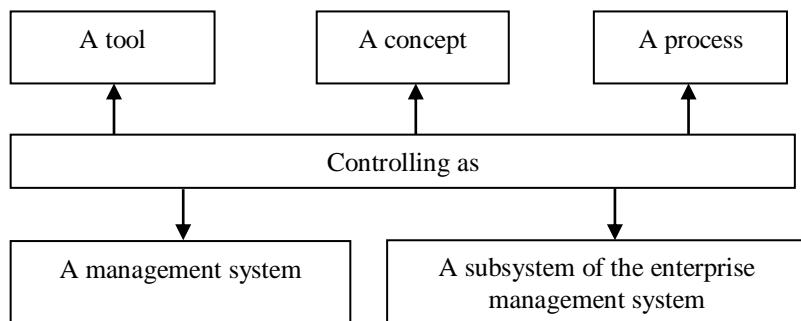 A tool
A concept
A process
Controlling as
A management system
A subsystem of the enterprise
management system